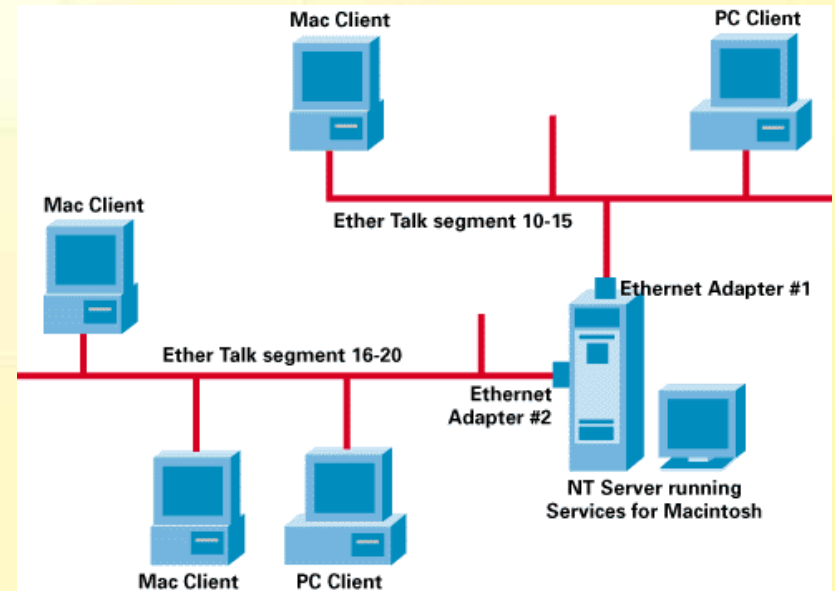 Mac Client
PC Client
Ether Talk segment 10-15
Mac Client
Ethernet Adapter #1
Ether Talk segment 16-20
Ethernet
Adapter #2
NT Server running
Services for Macintosh
Mac Client
PC Client